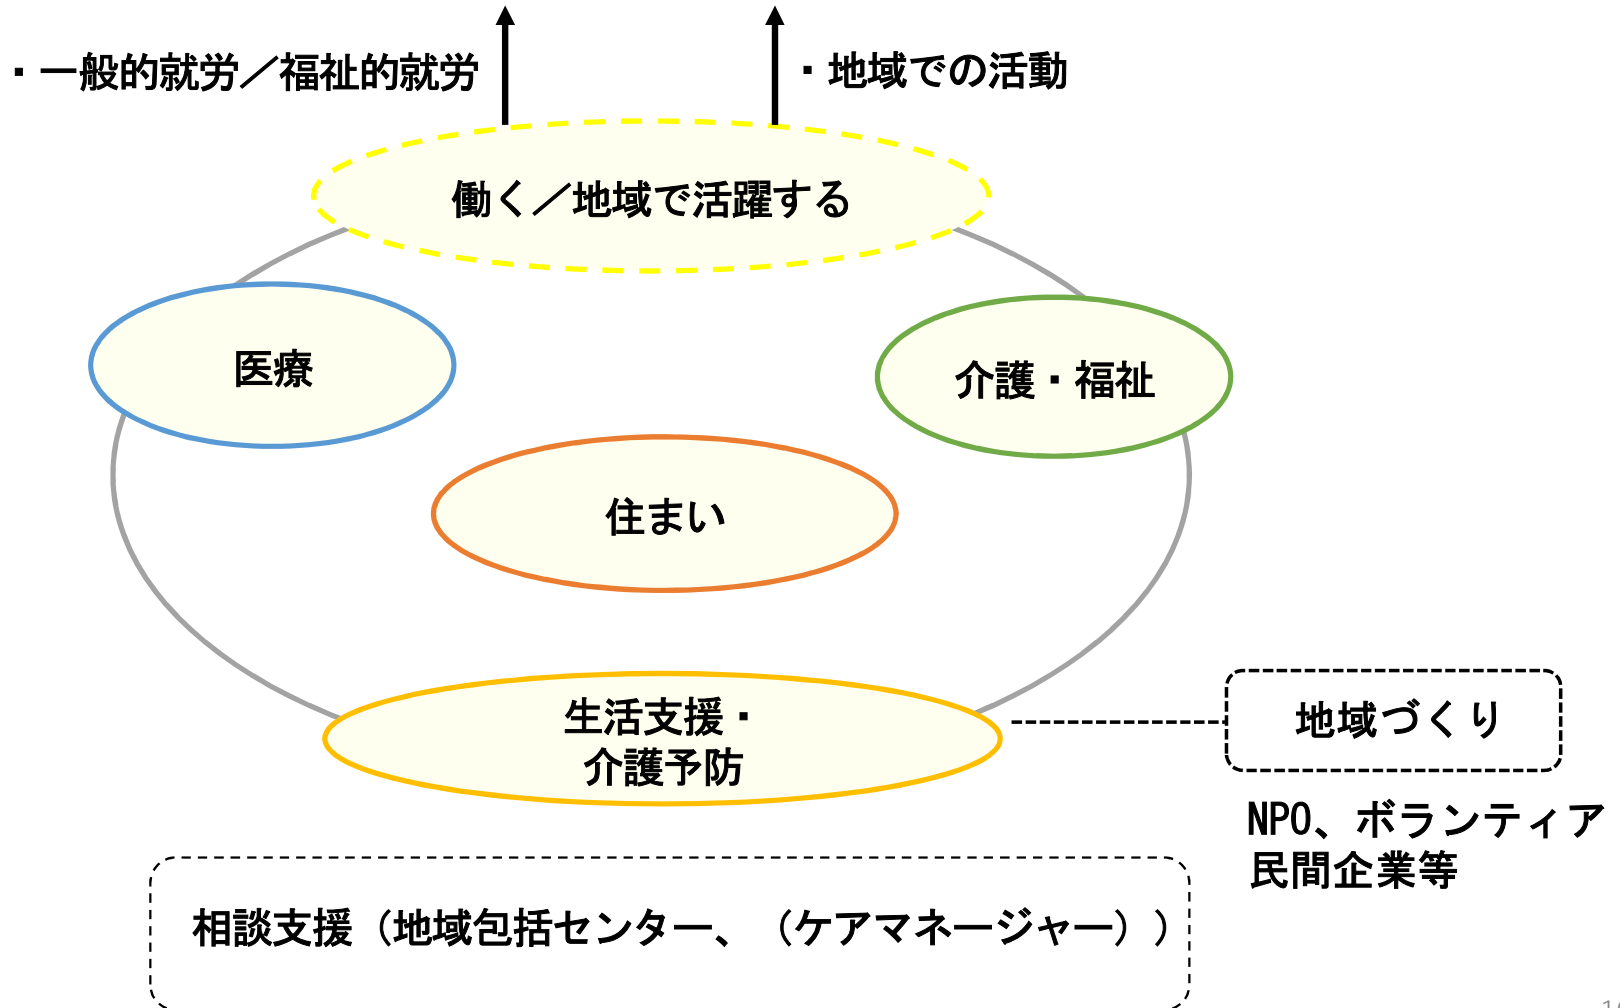 ・一般的就労／福祉的就労
・地域での活動
働く／地域で活躍する
医療
介護・福祉
住まい
生活支援・
介護予防
地域づくり
NPO、ボランティア
民間企業等
相談支援（地域包括センター、（ケアマネージャー））